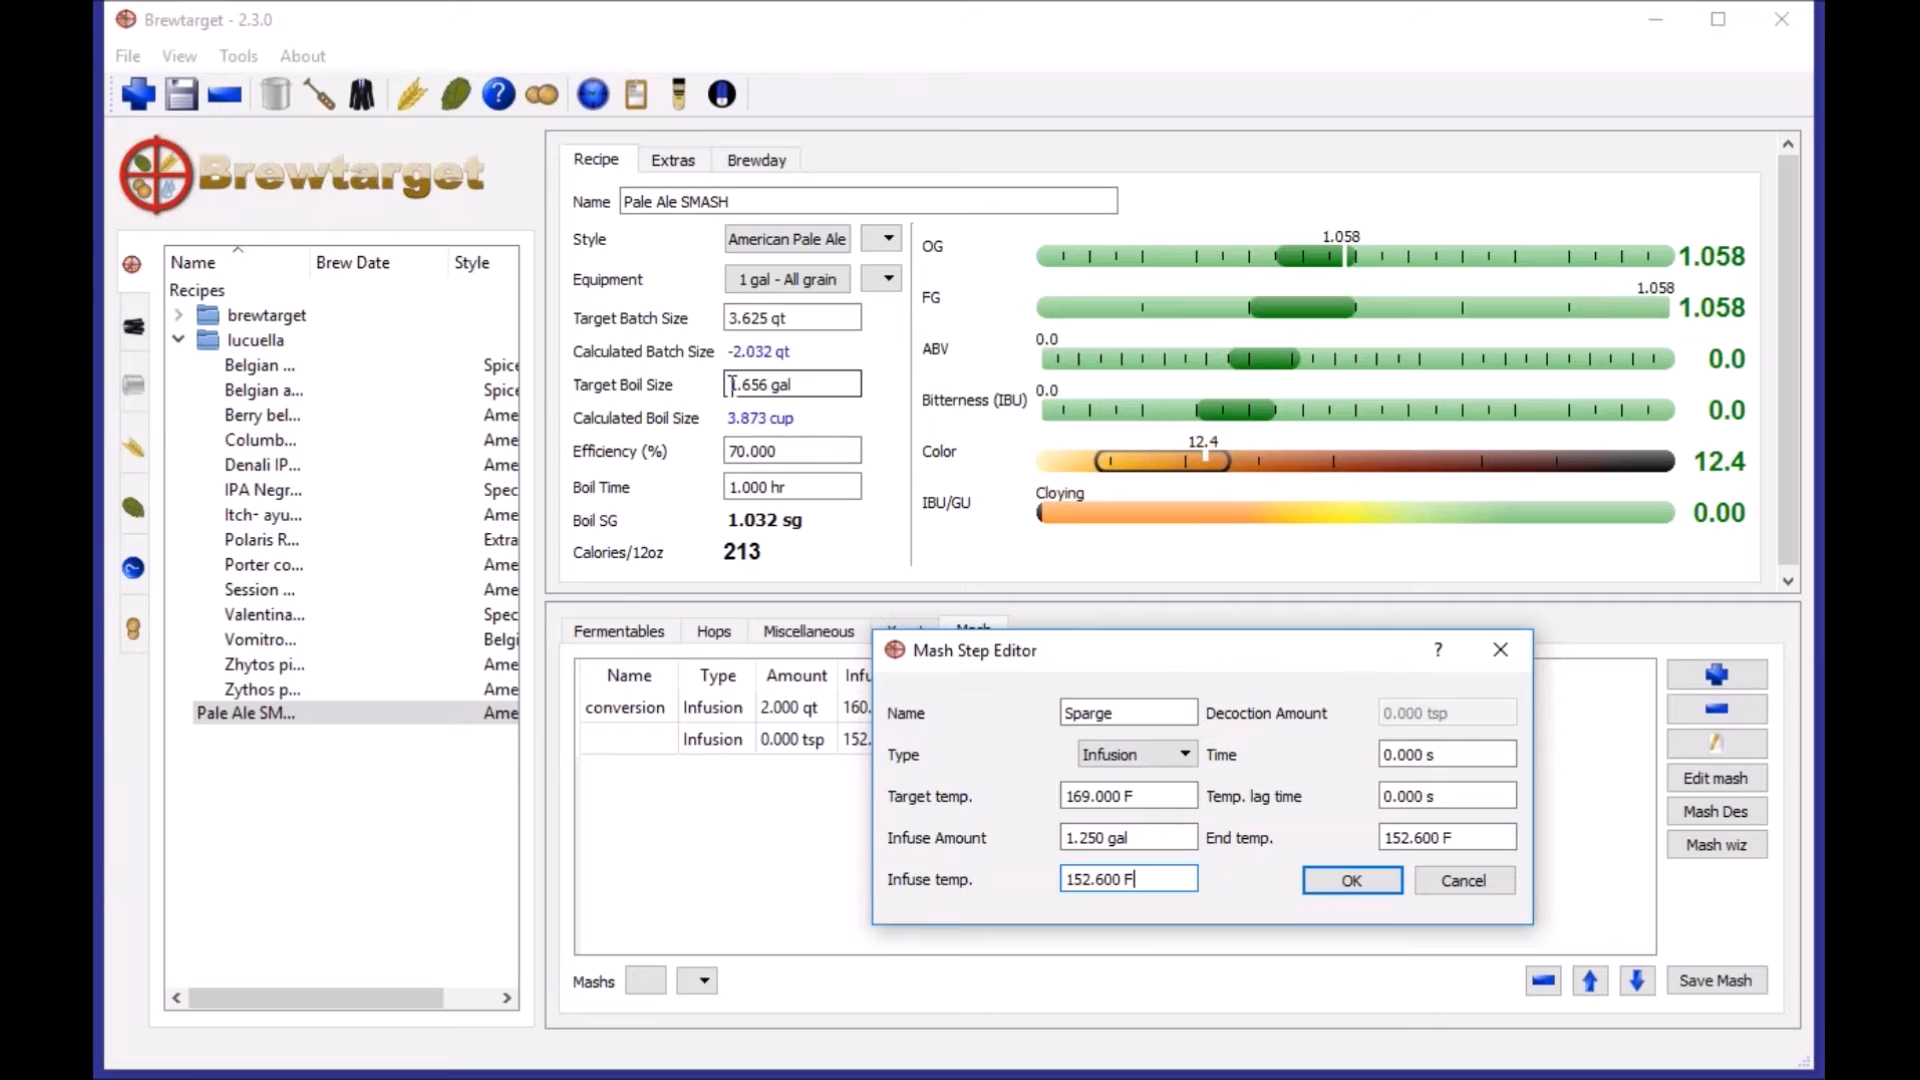 Brewtarget - 2.3.0
File View Tools About
Brewtarget
Name Brew Date Style
Recipes
brewtarget
lucuella
Belgian ... Spice
Belgian a... Spice
Berry bel... Ame
Columb... Ame
Denali IP... Ame
IPA Negr... Spec
Itch- ayu... Ame
Polaris R... Extra
Porter co... Ame
Session ... Ame
Valentina... Spec
Vomitro... Belgi
Zhytos pi... Ame
Zythos p... Ame
Pale Ale SM... Ame
Recipe Extras Brewday
Name Pale Ale SMASH
Style American Pale Ale
Equipment 1 gal - All grain
Target Batch Size 3.625 qt
Calculated Batch Size -2.032 qt
Target Boil Size 1.656 gal
Calculated Boil Size 3.873 cup
Efficiency (%) 70.000
Boil Time 1.000 hr
Boil SG 1.032 sg
Calories/12oz 213
OG 1.058 1.058
FG 1.058 1.058
ABV 0.0 0.0
Bitterness (IBU) 0.0 0.0
Color 12.4 12.4
IBU/GU Cloying 0.00
Fermentables Hops Miscellaneous Mash
Name Type Amount Infu
conversion Infusion 2.000 qt 160.
Infusion 0.000 tsp 152.
Mash Step Editor ?
Name Sparge Decoction Amount 0.000 tsp
Type Infusion Time 0.000 s
Target temp. 169.000 F Temp. lag time 0.000 s
Infuse Amount 1.250 gal End temp. 152.600 F
Infuse temp. 152.600 F OK Cancel
Edit mash
Mash Des
Mash wiz
Mashs Save Mash